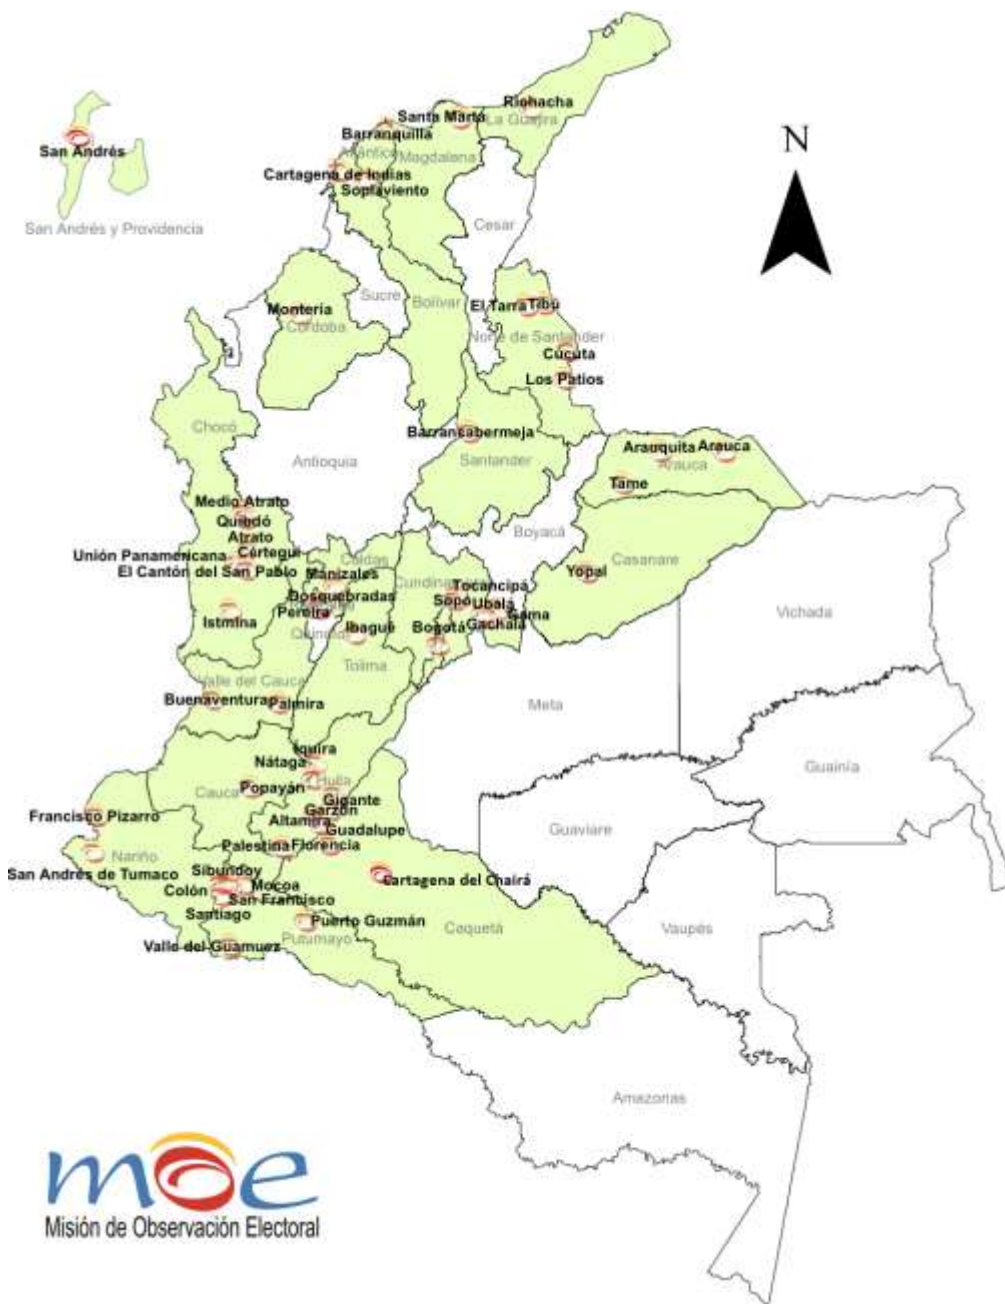 Riohacha
Santa Marta
La Guajira
Barranquilla
Atlántico
Magdalena
N
San Andrés
Cartagena de Indias
Soplaviento
San Andrés y Providencia
Cesar
Sucre
Bolívar
Montería
Córdoba
El Tarra
Tibú
Norte de Santander
Cúcuta
Los Patios
Chocó
Barrancabermeja
Santander
Antioquia
Arauquita
Arauca
Arauca
Tame
Medio Atrato
Quibdó
Atrato
Boyacá
Unión Panamericana
Cértegui
El Cantón del San Pablo
Caldas
Manizales
Casanare
Yopal
Tocancipá
Dosquebradas
Sopó
Ubalá
Pereira
Gama
Gachalá
Istmina
Ibagué
Bogotá
Vichada
Tolima
Valle del Cauca
Buenaventura
Palmira
Meta
Íquira
Nátaga
Huila
Guainía
Cauca
Popayán
Gigante
Garzón
Francisco Pizarro
Altamira
Guadalupe
Guaviare
Palestina
Florencia
Nariño
San Andrés de Tumaco
Sibundoy
Cartagena del Chairá
Colón
Mocoa
San Francisco
Santiago
Puerto Guzmán
Caquetá
Vaupés
Putumayo
Valle del Guamuez
Amazonas
moe
Misión de Observación Electoral